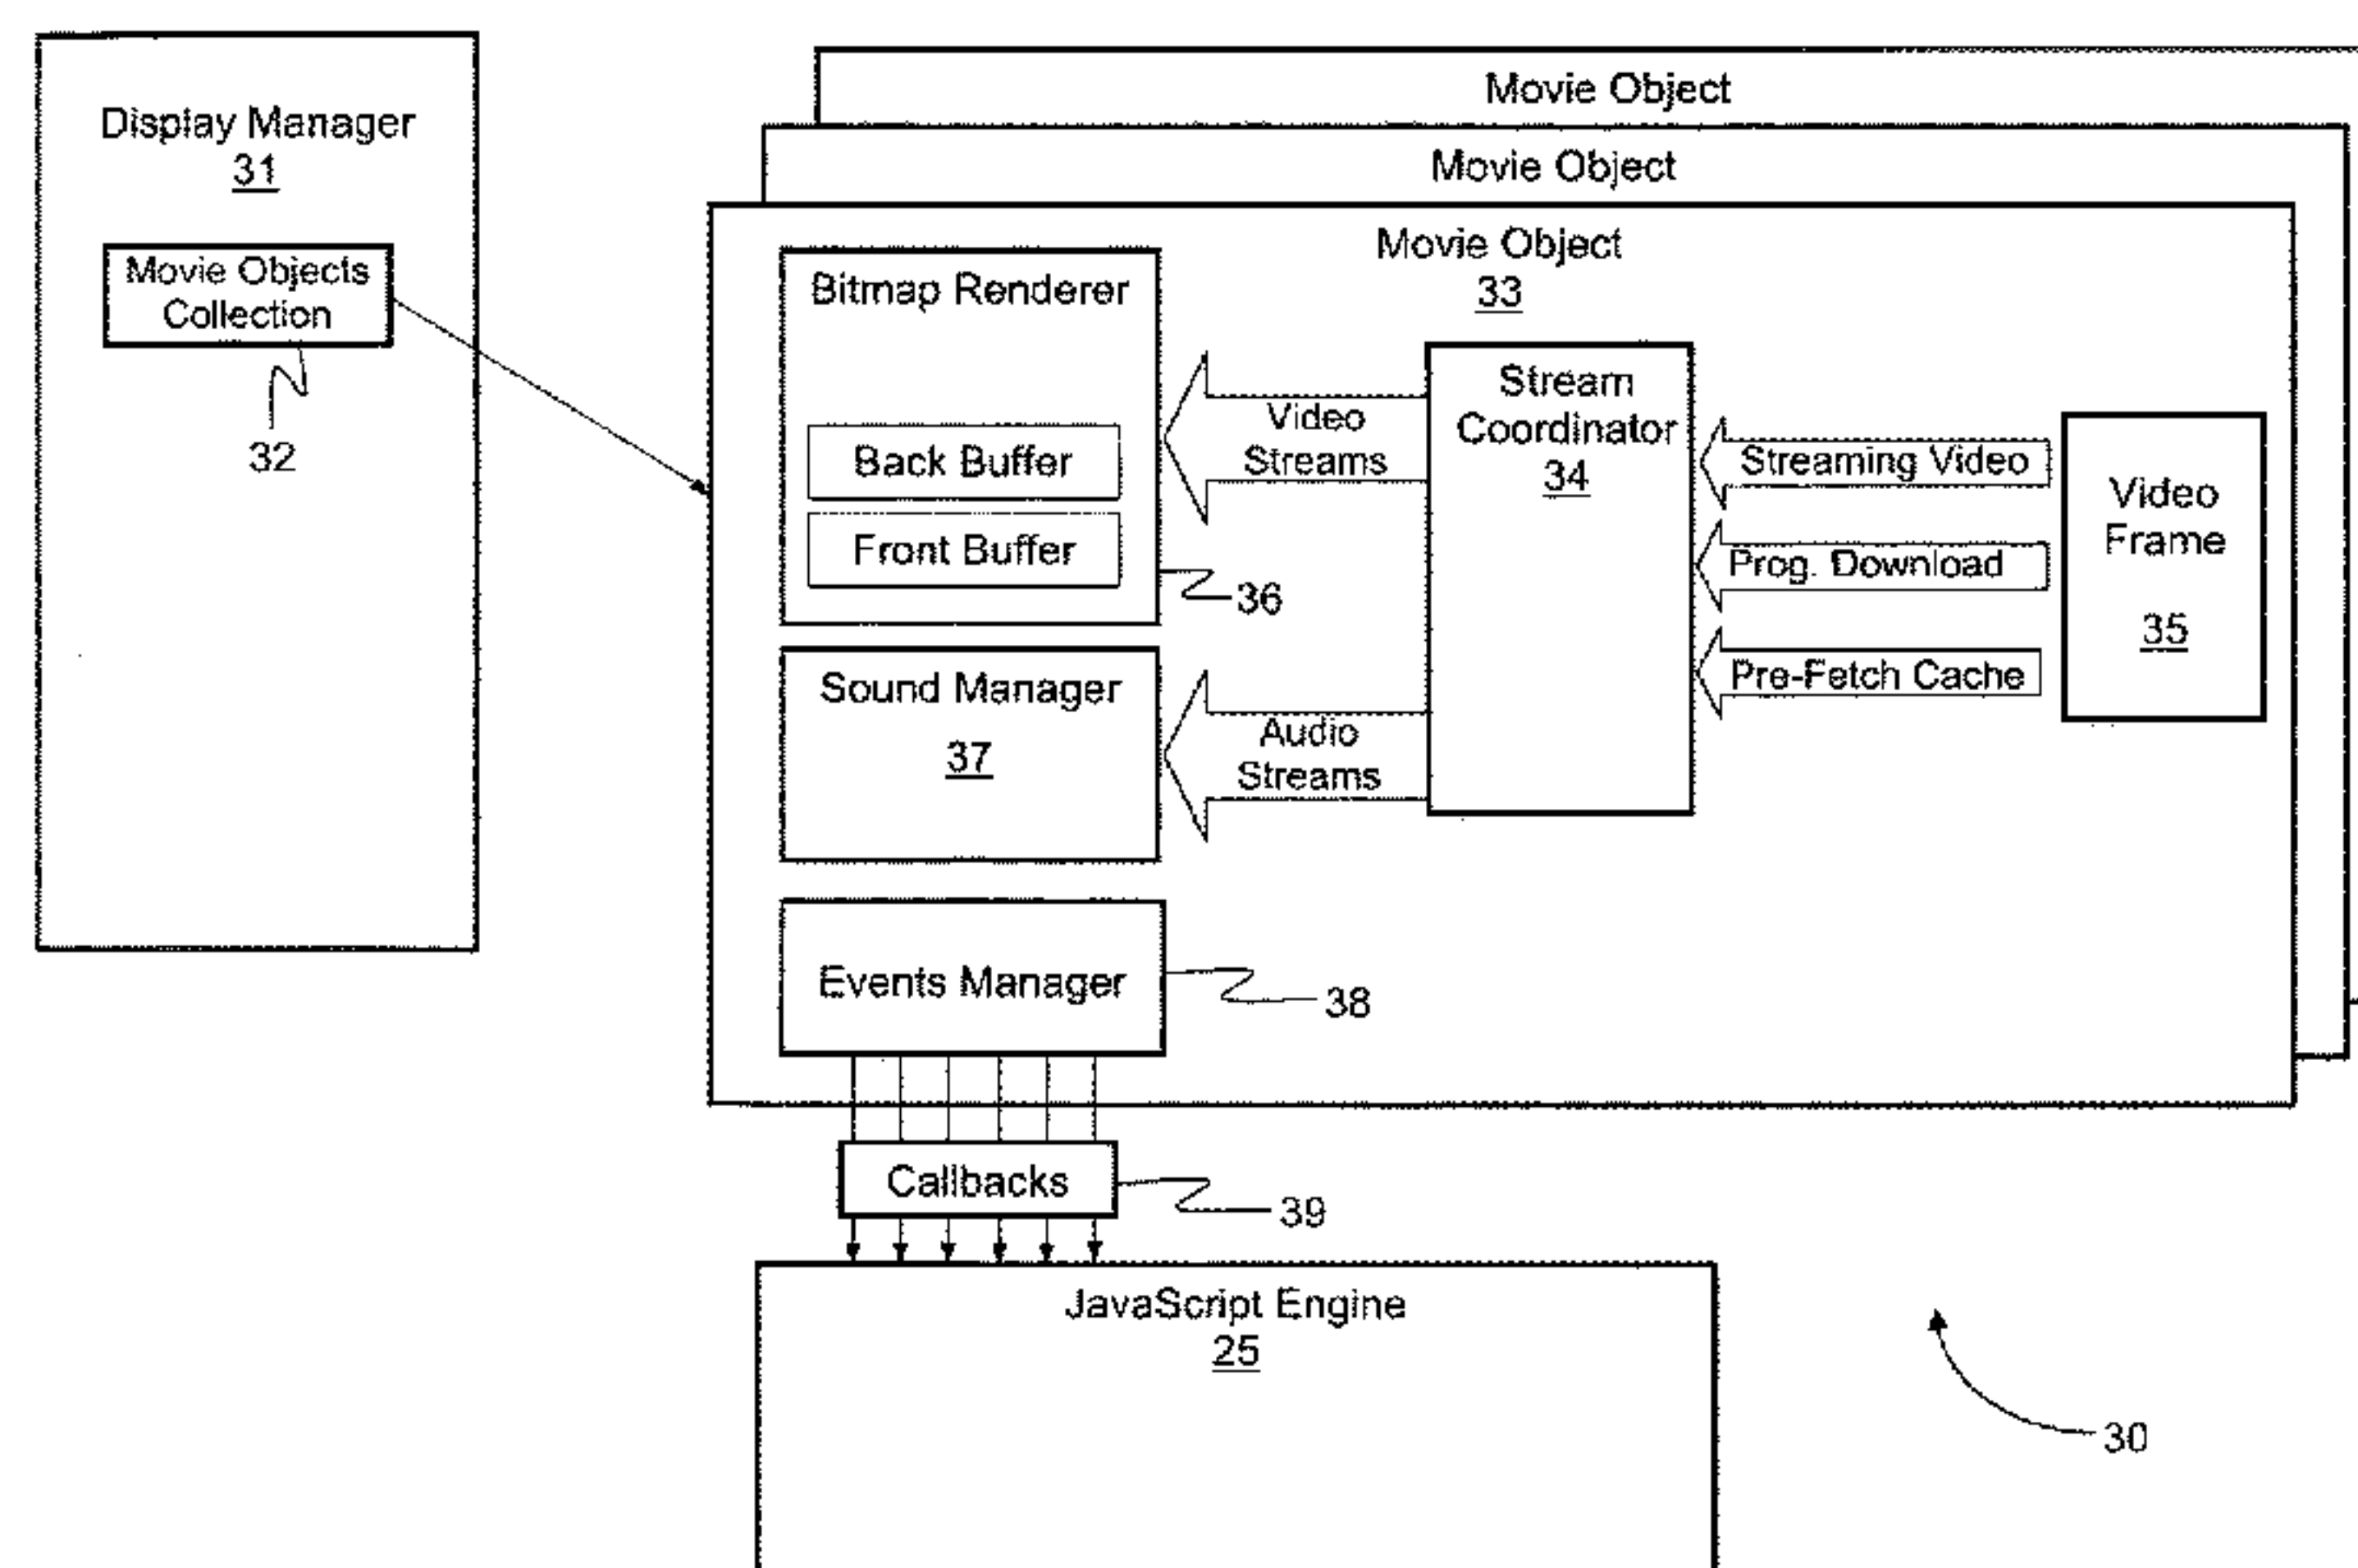 Display Manager
31
Movie Objects
Collection
32
Movie Object
Movie Object
Movie Object
33
Bitmap Renderer
Back Buffer
Front Buffer
36
Video
Streams
Stream
Coordinator
34
Streaming Video
Prog. Download
Pre-Fetch Cache
Video
Frame
35
Sound Manager
37
Audio
Streams
Events Manager
38
Callbacks
39
JavaScript Engine
25
30